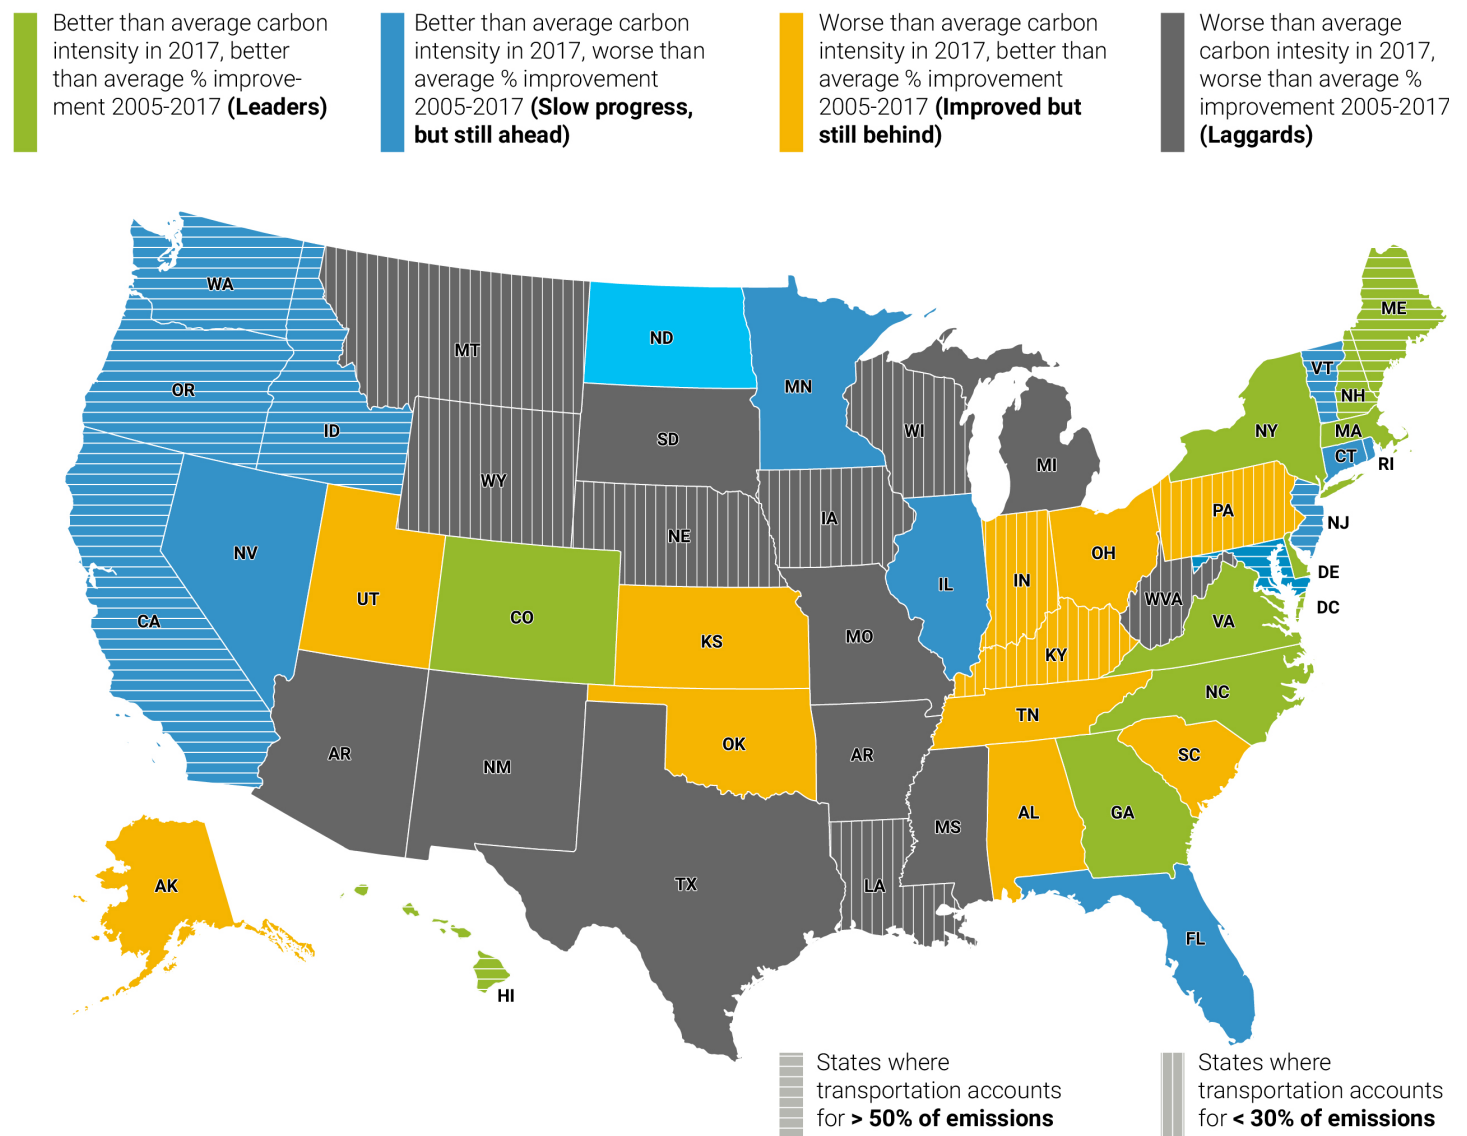 Better than average carbon
intensity in 2017, better
than average % improve-
ment 2005-2017 (Leaders)
Better than average carbon
intensity in 2017, worse than
average % improvement
2005-2017 (Slow progress,
but still ahead)
Worse than average carbon
intensity in 2017, better than
average % improvement
2005-2017 (Improved but
still behind)
Worse than average
carbon intesity in 2017,
worse than average %
improvement 2005-2017
(Laggards)
WA
ME
ND
MT
VT
MN
OR
NH
ID
NY
MA
WI
SD
CT
RI
MI
WY
PA
IA
NJ
NE
NV
OH
DE
IN
IL
UT
DC
CO
CA
WVA
VA
MO
KS
KY
NC
TN
OK
AR
AR
SC
NM
GA
AL
MS
TX
LA
AK
FL
HI
States where
transportation accounts
for > 50% of emissions
States where
transportation accounts
for < 30% of emissions